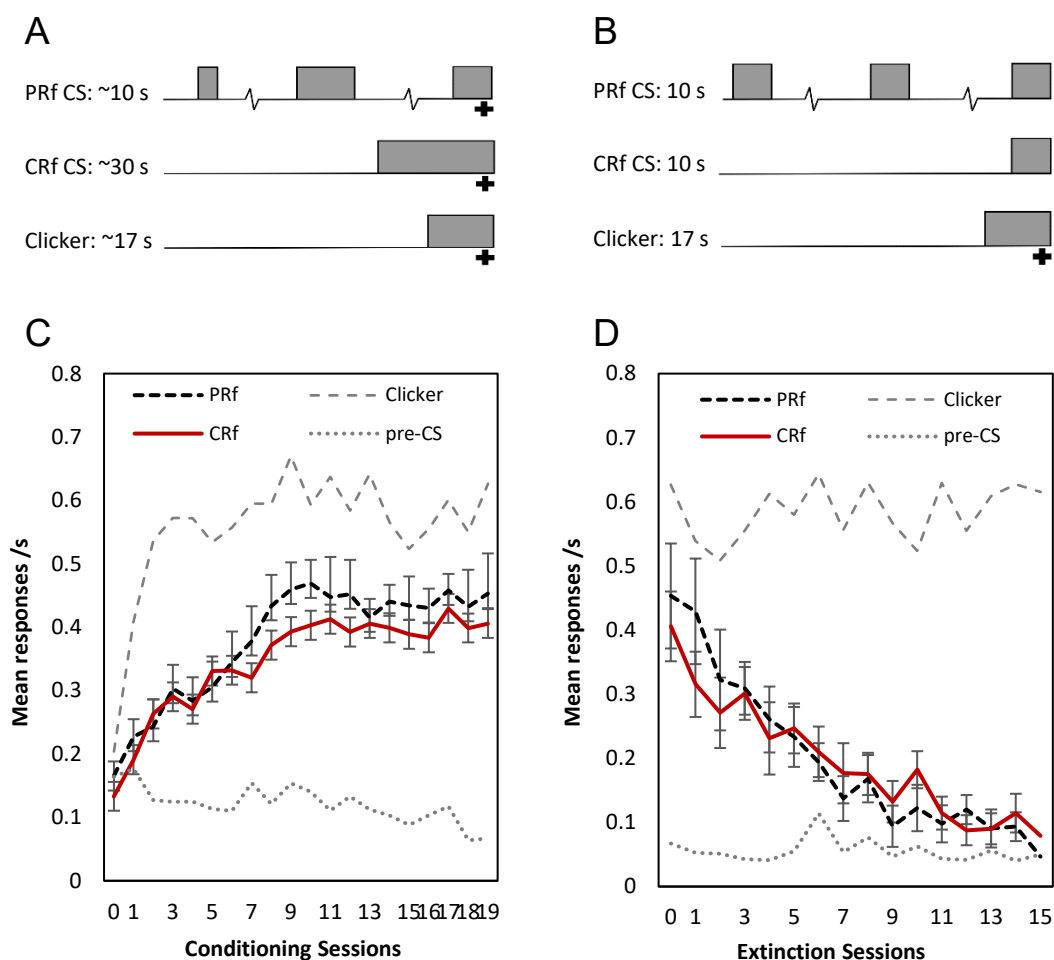 A
PRf CS: ~10 s
CRf CS: ~30 s
Clicker: ~17 s
B
PRf CS: 10 s
CRf CS: 10 s
Clicker: 17 s
C
0.8
0.7
0.6
0.5
0.4
0.3
0.2
0.1
0
Mean responses /s
PRf
Clicker
CRf
pre-CS
0 1 3 5 7 9 11 13 15 16 17 18 19
Conditioning Sessions
D
0.8
0.7
0.6
0.5
0.4
0.3
0.2
0.1
0
Mean responses /s
PRf
Clicker
CRf
pre-CS
0 1 3 5 7 9 11 13 15
Extinction Sessions